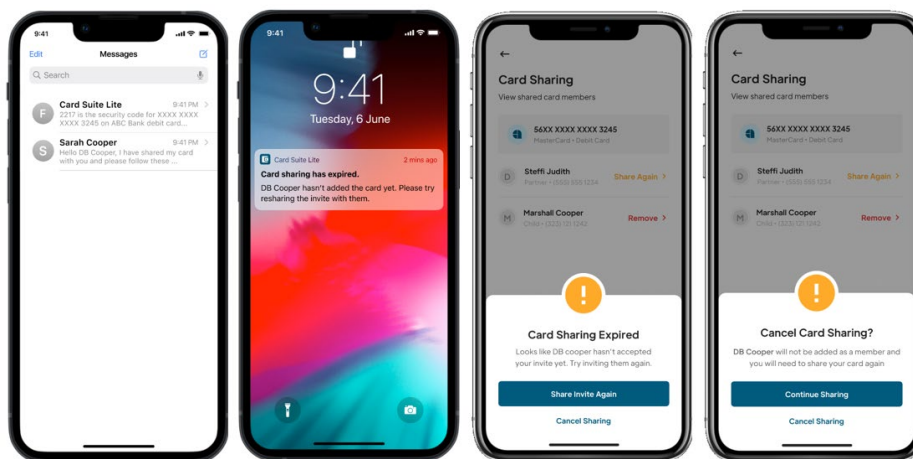 9:41
Edit
Messages
Search
Card Suite Lite
9:41 PM
2217 is the security code for XXXX XXXX
XXXX 3245 on ABC Bank debit card...
Sarah Cooper
9:41 PM
Hello DB Cooper, I have shared my card
with you and please follow these ...
F
S
9:41
9:41
Tuesday, 6 June
Card Suite Lite
2 mins ago
Card sharing has expired.
DB Cooper hasn't added the card yet. Please try
resharing the invite with them.
Card Sharing
View shared card members
56XX XXXX XXXX 3245
MasterCard • Debit Card
D
Steffi Judith
Partner • (555) 555 1234
Share Again >
M
Marshall Cooper
Child • (323) 121 1242
Remove >
Card Sharing Expired
Looks like DB cooper hasn't accepted
your invite yet. Try inviting them again.
Share Invite Again
Cancel Sharing
Card Sharing
View shared card members
56XX XXXX XXXX 3245
MasterCard • Debit Card
D
Steffi Judith
Partner • (555) 555 1234
Share Again >
M
Marshall Cooper
Child • (323) 121 1242
Remove >
Cancel Card Sharing?
DB Cooper will not be added as a member and
you will need to share your card again
Continue Sharing
Cancel Sharing